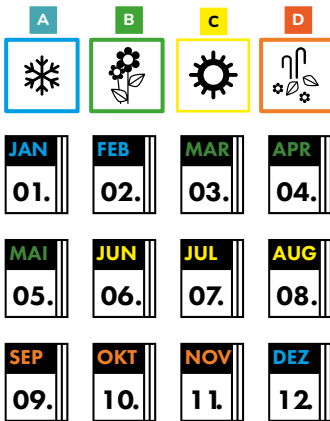 A B C D
JAN FEB MAR APR
01. 02. 03. 04.
MAI JUN JUL AUG
05. 06. 07. 08.
SEP OKT NOV DEZ
09. 10. 11. 12.